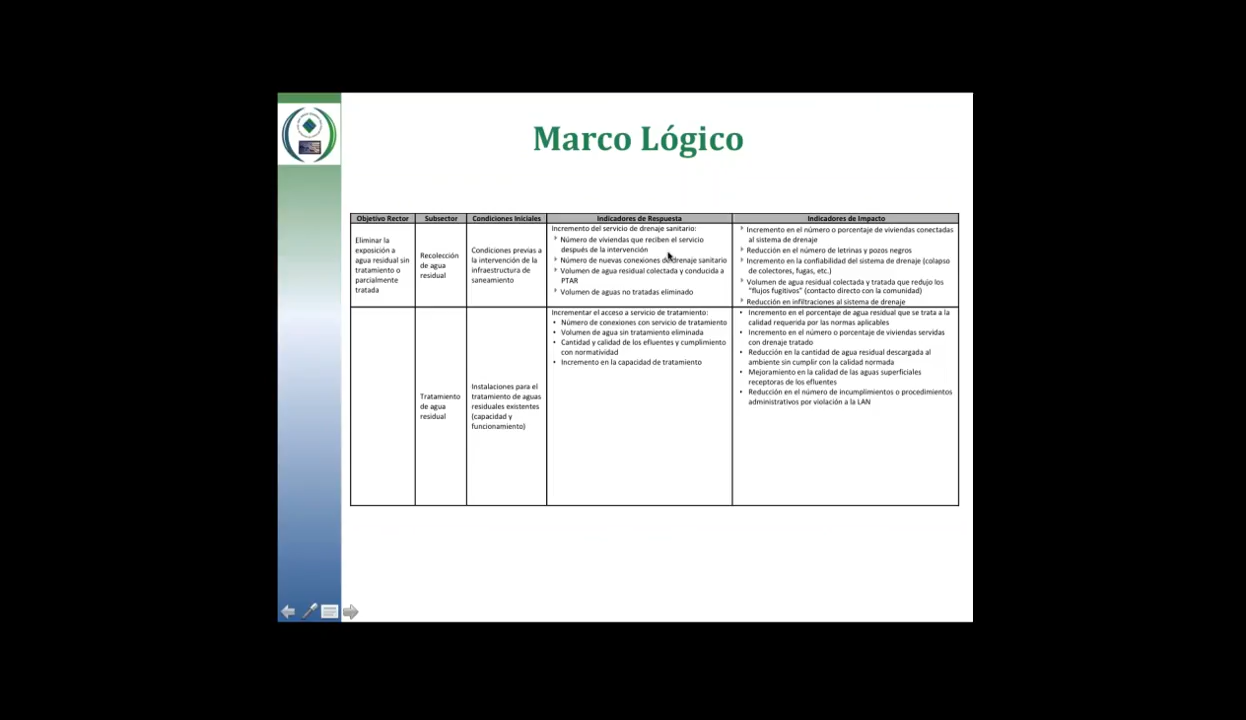 Marco Lógico
Objetivo Rector
Subsector
Condiciones Iniciales
Indicadores de Respuesta
Indicadores de Impacto
Eliminar la
exposición a
agua residual sin
tratamiento o
parcialmente
tratada
Recolección
de agua
residual
Condiciones previas a
la intervención de la
infraestructura de
saneamiento
Incremento del servicio de drenaje sanitario:
Número de viviendas que reciben el servicio
después de la intervención
Número de nuevas conexiones de drenaje sanitario
Volumen de agua residual colectada y conducida a
PTAR
Volumen de aguas no tratadas eliminado
Incremento en el número o porcentaje de viviendas conectadas
al sistema de drenaje
Reducción en el número de letrinas y pozos negros
Incremento en la confiabilidad del sistema de drenaje (colapso
de colectores, fugas, etc.)
Volumen de agua residual colectada y tratada que redujo los
"flujos fugitivos" (contacto directo con la comunidad)
Reducción en infiltraciones al sistema de drenaje
Tratamiento
de agua
residual
Instalaciones para el
tratamiento de aguas
residuales existentes
(capacidad y
funcionamiento)
Incrementar el acceso a servicio de tratamiento:
• Número de conexiones con servicio de tratamiento
• Volumen de agua sin tratamiento eliminada
• Cantidad y calidad de los efluentes y cumplimiento
con normatividad
• Incremento en la capacidad de tratamiento
• Incremento en el porcentaje de agua residual que se trata a la
calidad requerida por las normas aplicables
• Incremento en el número o porcentaje de viviendas servidas
con drenaje tratado
• Reducción en la cantidad de agua residual descargada al
ambiente sin cumplir con la calidad normada
• Mejoramiento en la calidad de las aguas superficiales
receptoras de los efluentes
• Reducción en el número de incumplimientos o procedimientos
administrativos por violación a la LAN